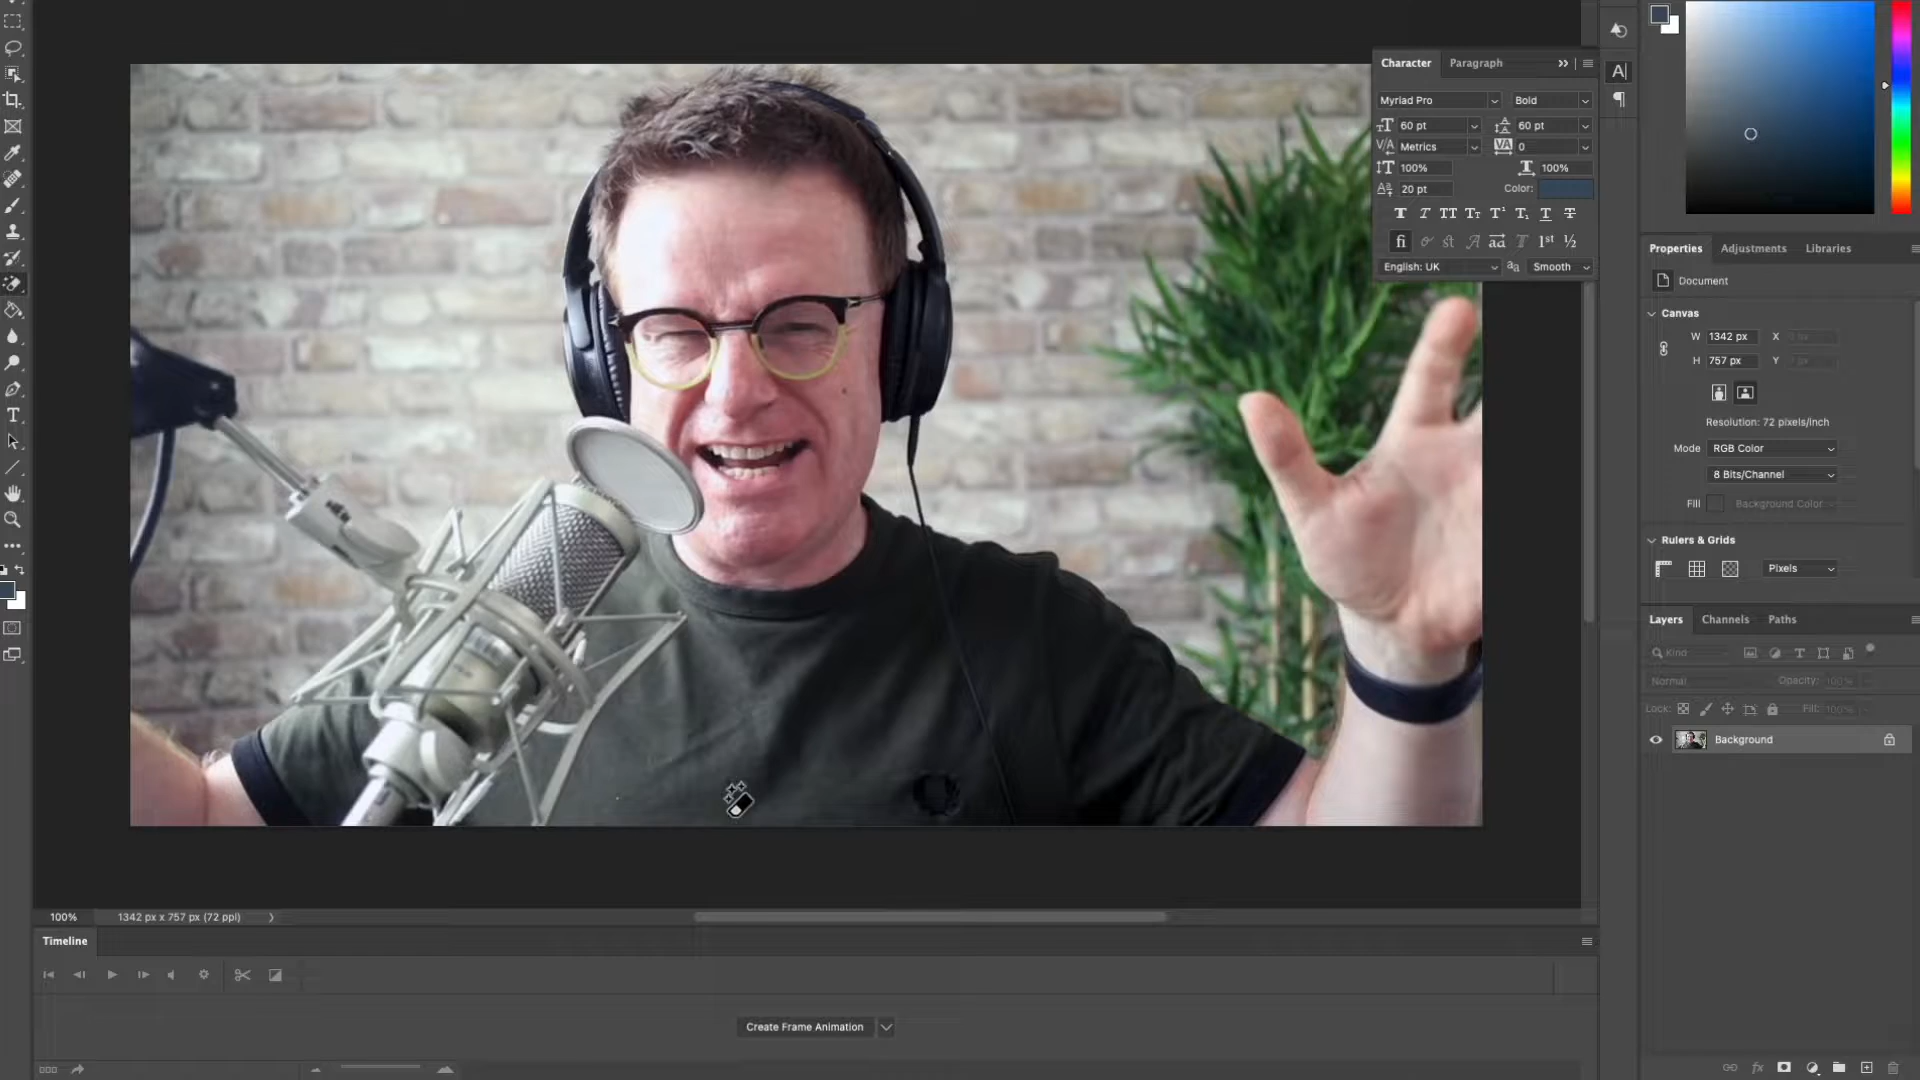 Character
Paragraph
Myriad Pro
Bold
60 pt
60 pt
Metrics
0
100%
100%
20 pt
Color:
English: UK
Smooth
Properties
Adjustments
Libraries
Document
Canvas
W 1342 px X
H 757 px Y
Resolution: 72 pixels/inch
Mode RGB Color
8 Bits/Channel
Fill Background Color
Rulers & Grids
Pixels
Layers Channels Paths
Kind
Normal Opacity: 100%
Lock: Fill: 100%
Background
100% 1342 px x 757 px (72 ppi)
Timeline
Create Frame Animation